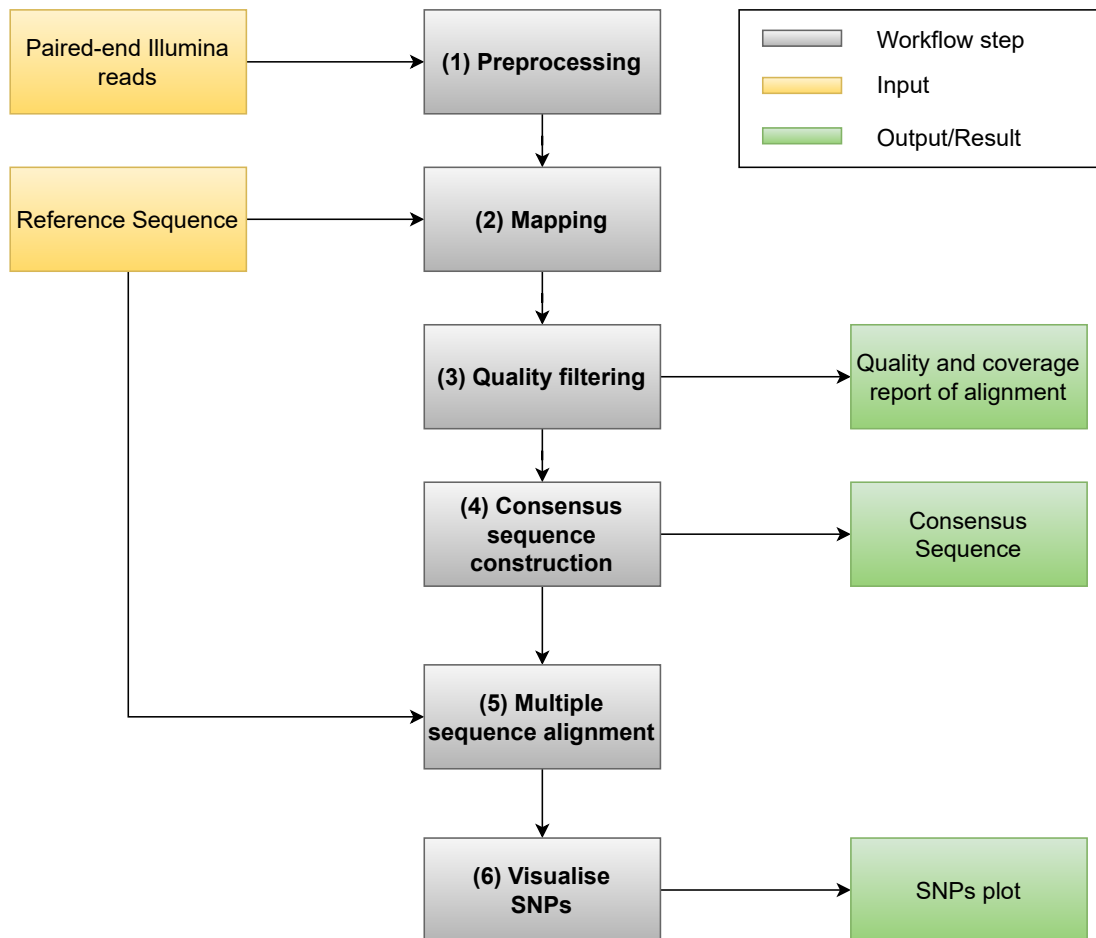 Paired-end Illumina
reads
(1) Preprocessing
Workflow step
Input
Output/Result
Reference Sequence
(2) Mapping
(3) Quality filtering
Quality and coverage
report of alignment
(4) Consensus
sequence
construction
Consensus
Sequence
(5) Multiple
sequence alignment
(6) Visualise
SNPs
SNPs plot